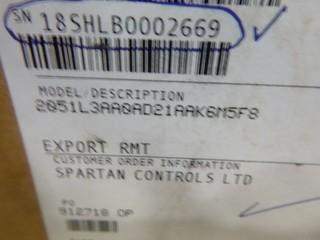 SN 18SHLB0002669
MODEL/DESCRIPTION
2051L3AA0AD21AAK6M5F8
EXPORT RMT
CUSTOMER ORDER INFORMATION
SPARTAN CONTROLS LTD
PO
912718 OP